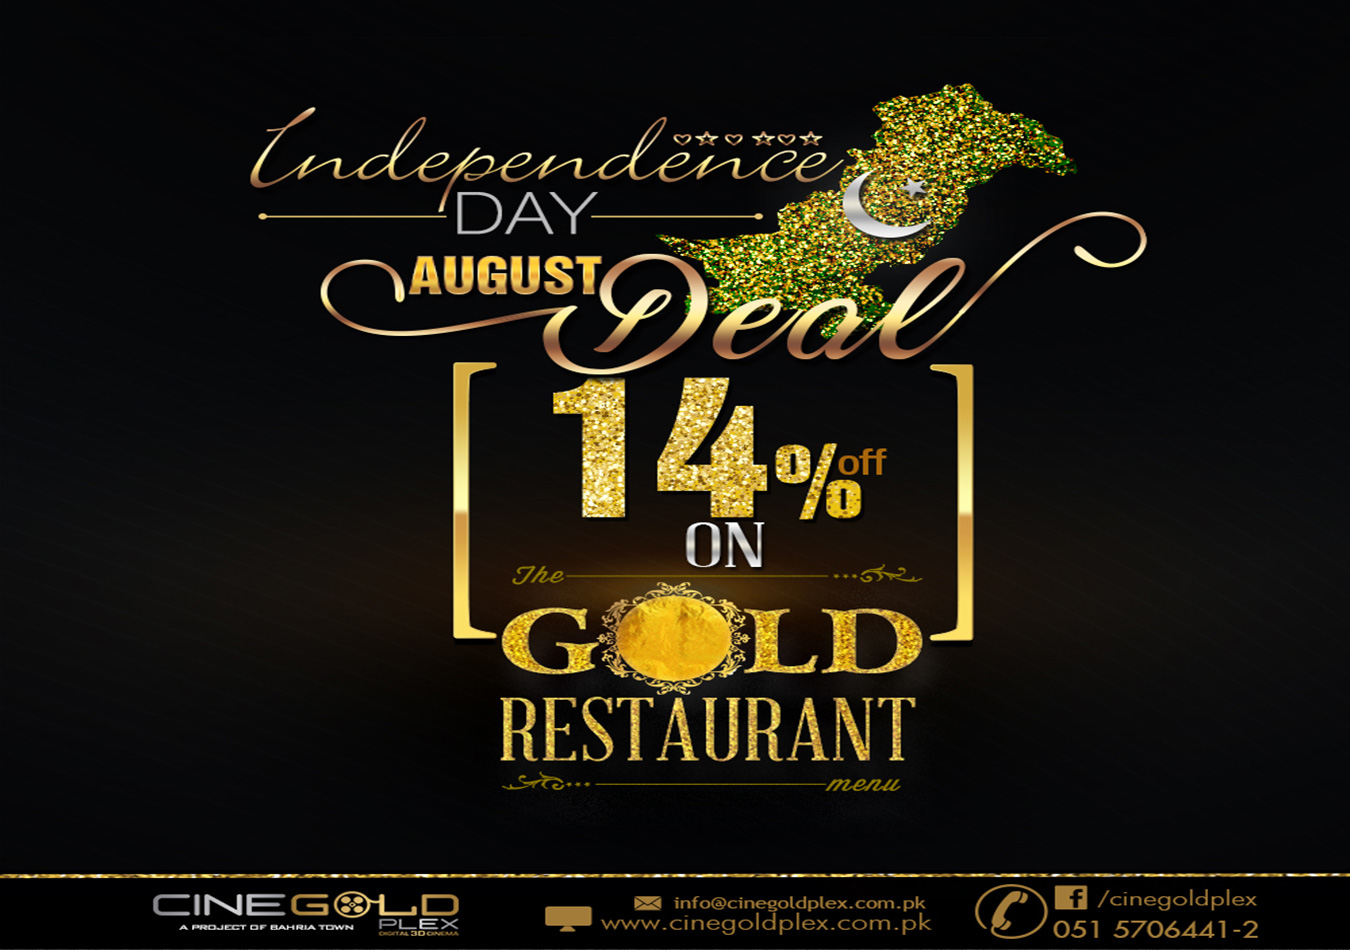 Independence
DAY
AUGUST
Deal
14%off
ON
The
GOLD
RESTAURANT
menu
CINEGOLD
PLEX
A PROJECT OF BAHRIA TOWN
DIGITAL 3D CINEMA
info@cinegoldplex.com.pk
www.cinegoldplex.com.pk
/cinegoldplex
051 5706441-2